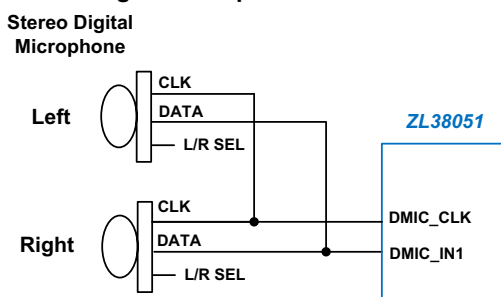 Stereo Digital
Microphone
CLK
Left
DATA
ZL38051
L/R SEL
CLK
DMIC_CLK
Right
DATA
DMIC_IN1
L/R SEL